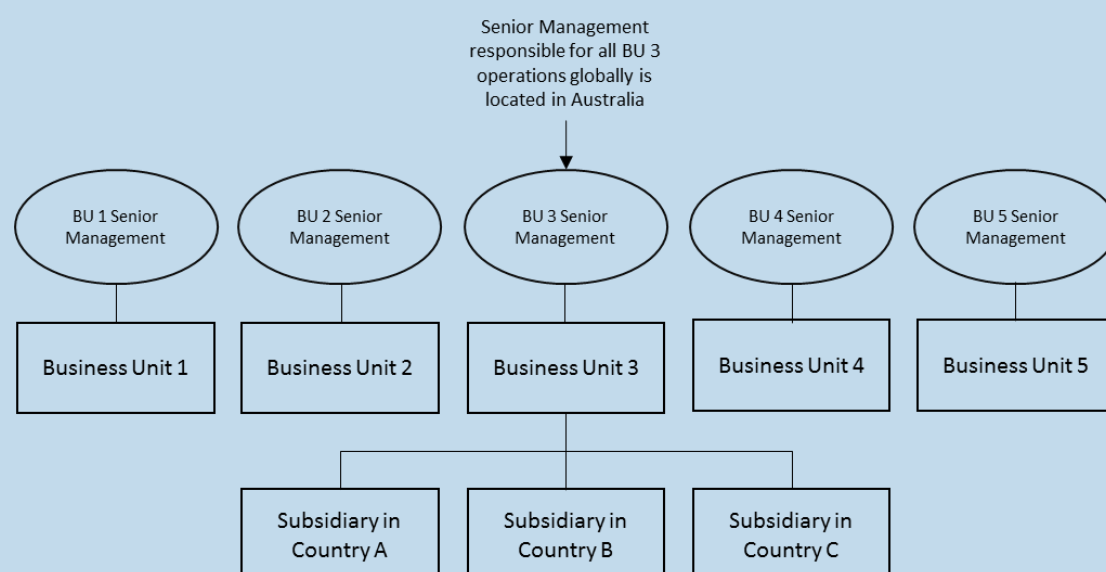 Senior Management
responsible for all BU 3
operations globally is
located in Australia
BU 1 Senior
Management
BU 2 Senior
Management
BU 3 Senior
Management
BU 4 Senior
Management
BU 5 Senior
Management
Business Unit 1
Business Unit 2
Business Unit 3
Business Unit 4
Business Unit 5
Subsidiary in
Country A
Subsidiary in
Country B
Subsidiary in
Country C